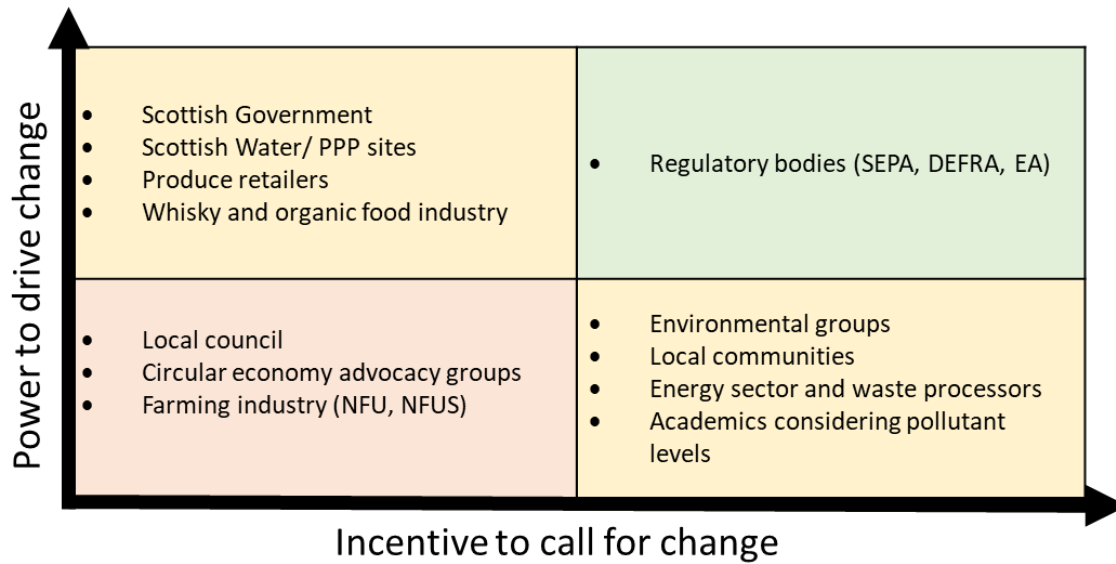 Power to drive change
• Scottish Government
• Scottish Water/ PPP sites
• Produce retailers
• Whisky and organic food industry
• Regulatory bodies (SEPA, DEFRA, EA)
• Local council
• Circular economy advocacy groups
• Farming industry (NFU, NFUS)
• Environmental groups
• Local communities
• Energy sector and waste processors
• Academics considering pollutant
levels
Incentive to call for change